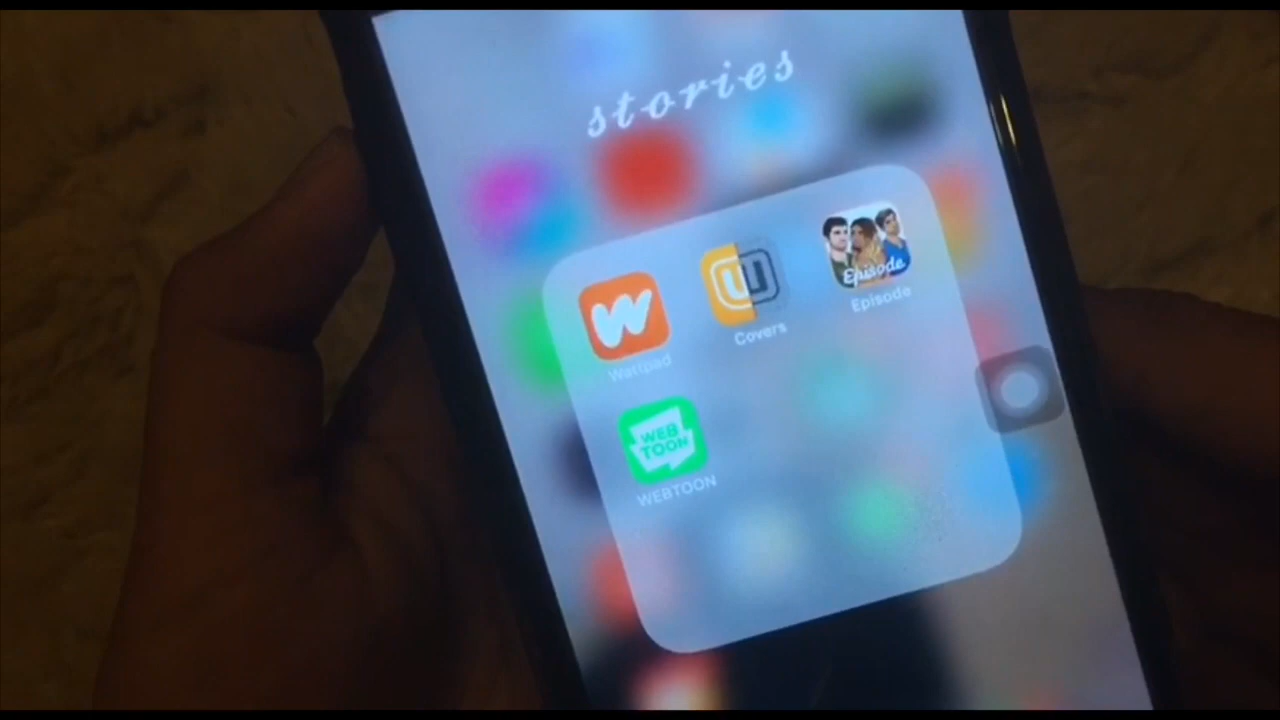 stories
W
Wattpad
Covers
Episode
Episode
WEB
TOON
WEBTOON